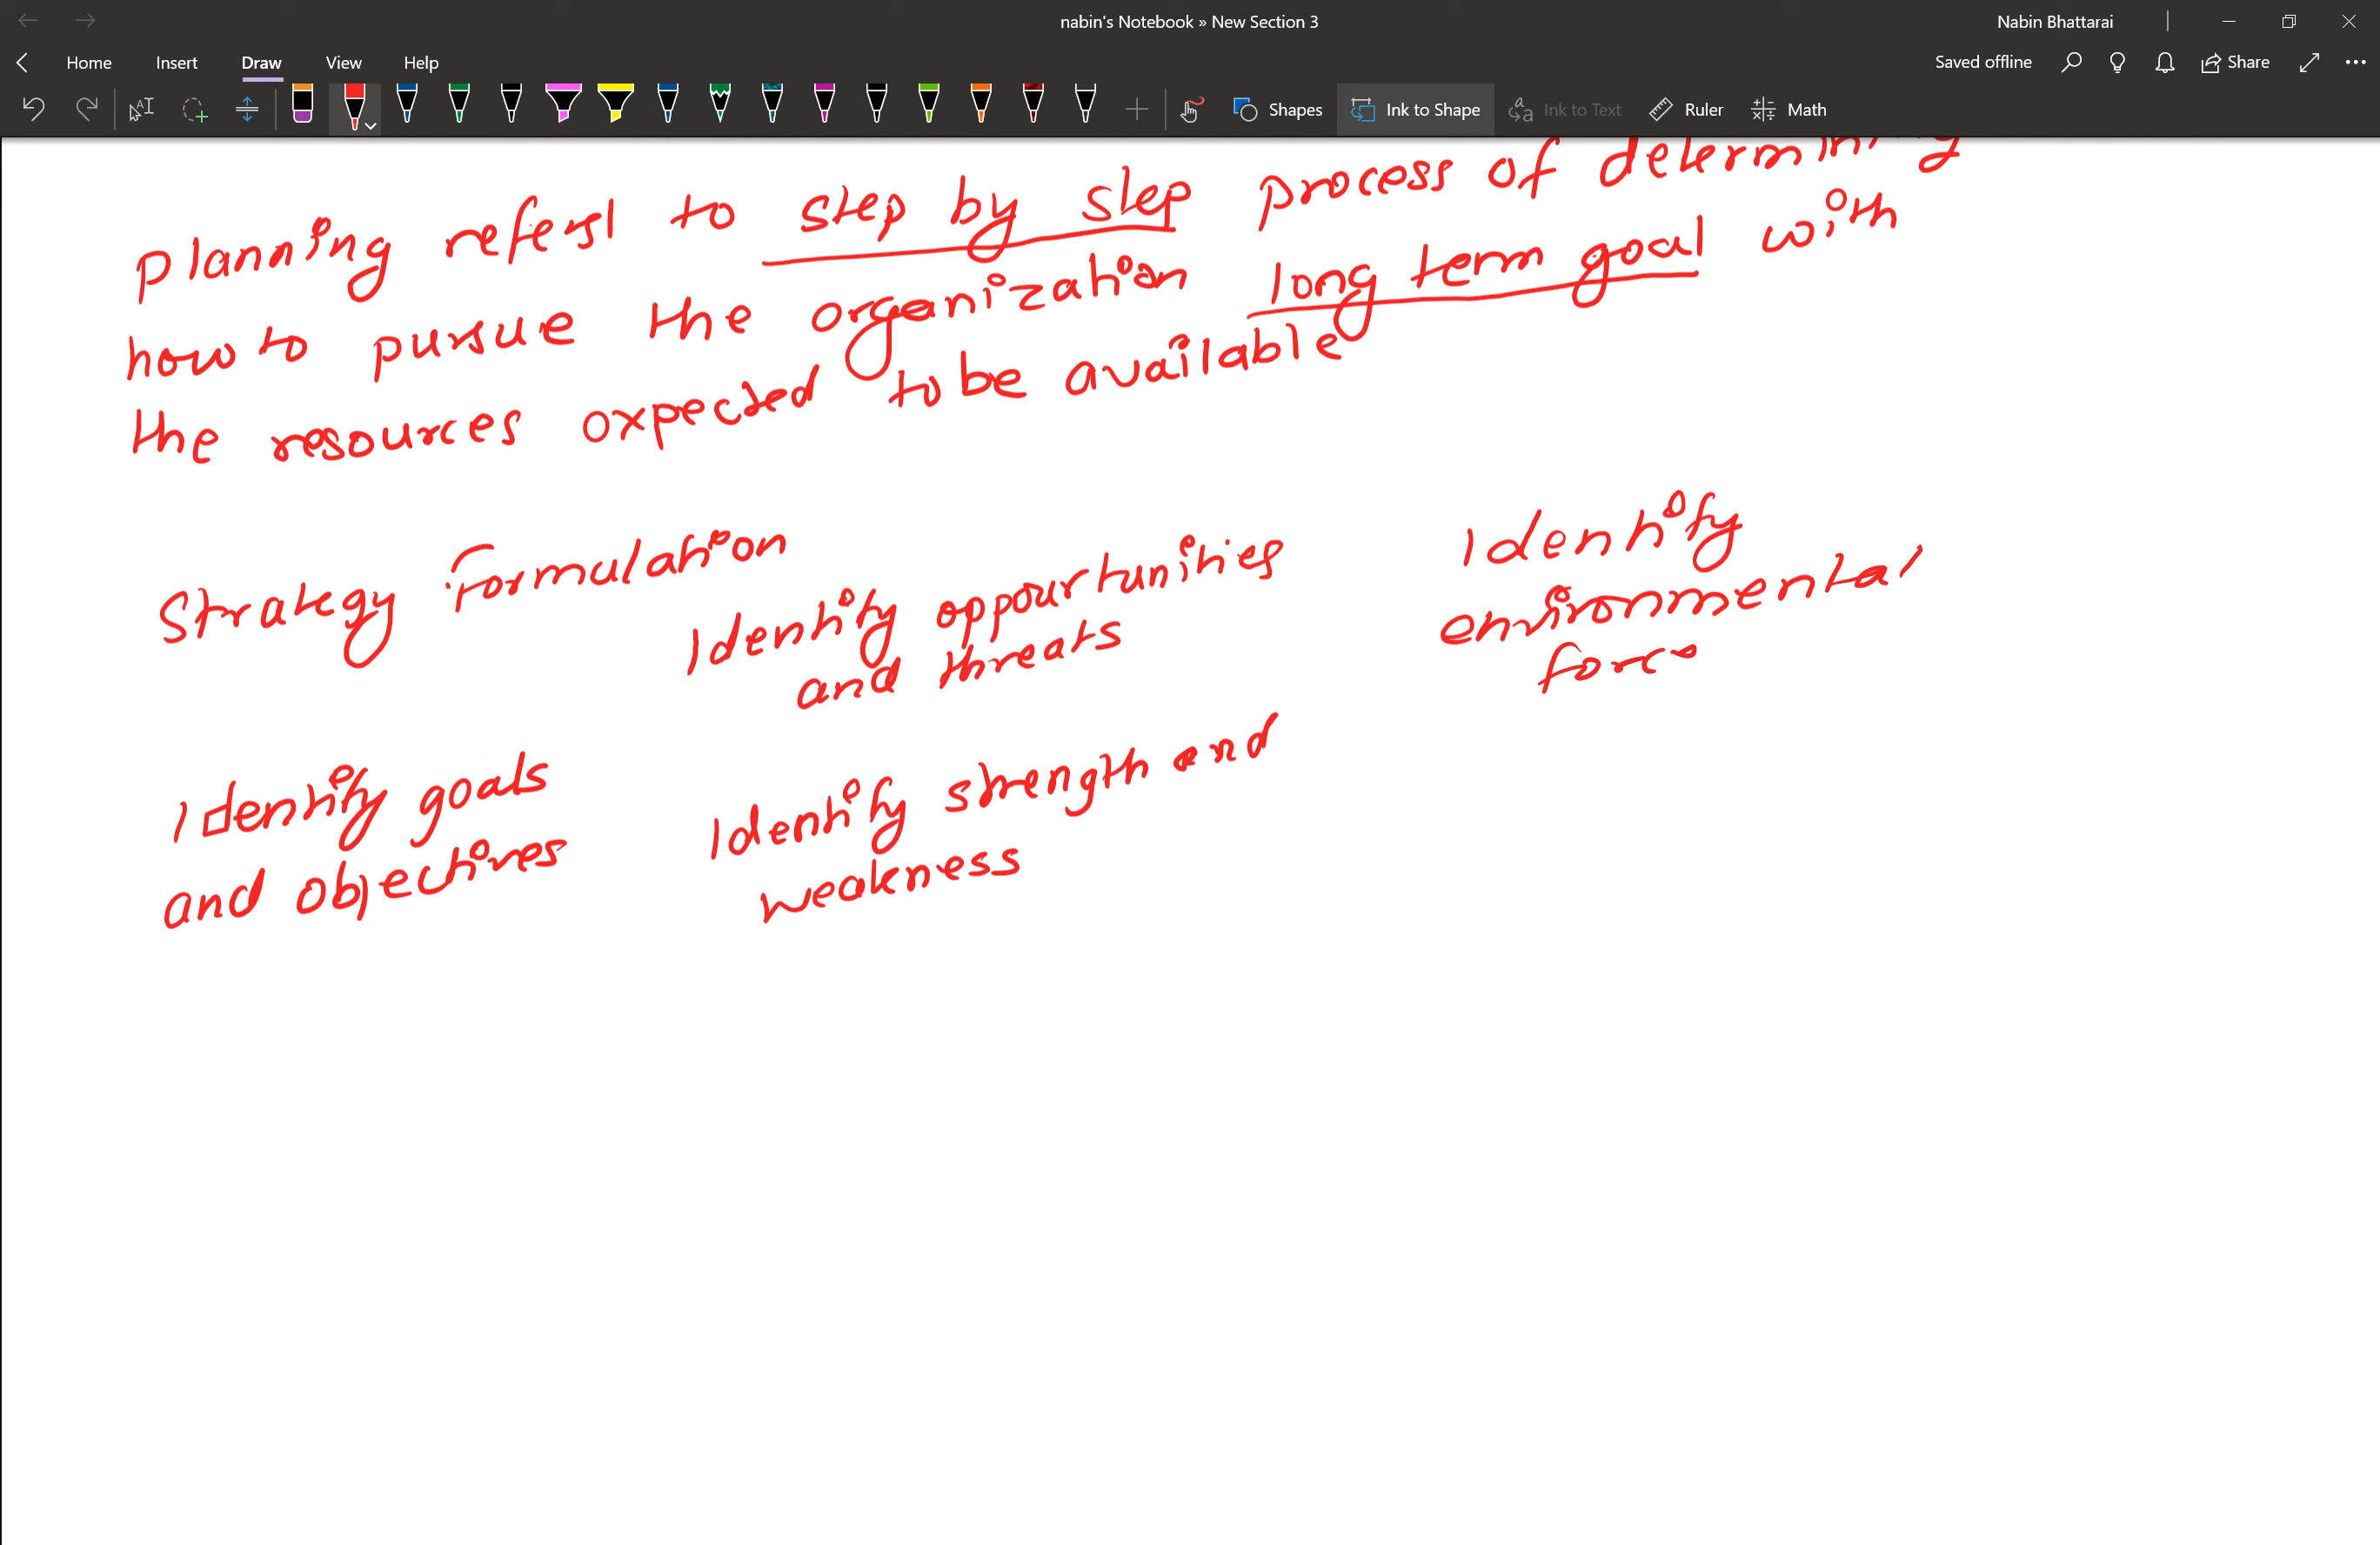 nabin's Notebook » New Section 3
Nabin Bhattarai
Home Insert Draw View Help
Saved offline
Share
Shapes Ink to Shape Ink to Text Ruler Math
Planning refers to step by step process of determining
how to pursue the organization long term goal with
the resources expected to be available
Strategy Formulation
Identify opportunities
and threats
Identify
environmental
force
Identify goals
and objectives
Identify strength and
weakness